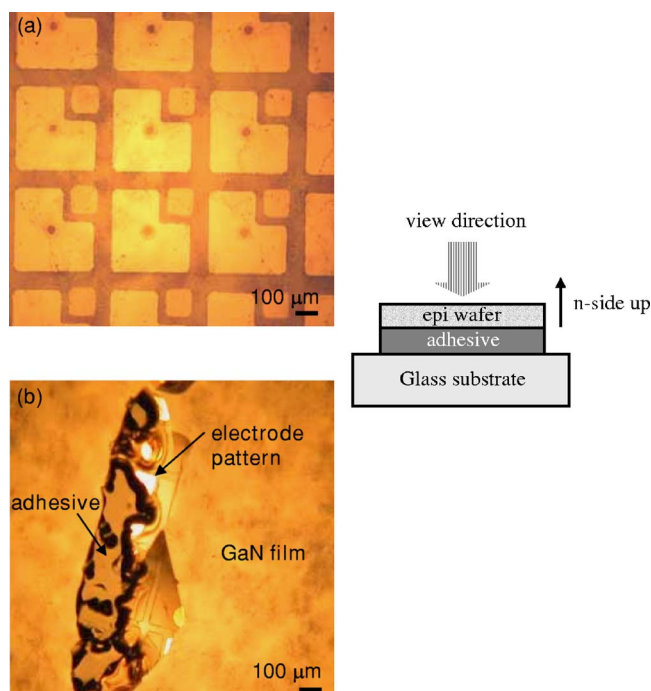 (a)
100 μm
view direction
n-side up
epi wafer
adhesive
Glass substrate
(b)
electrode
pattern
adhesive
GaN film
100 μm